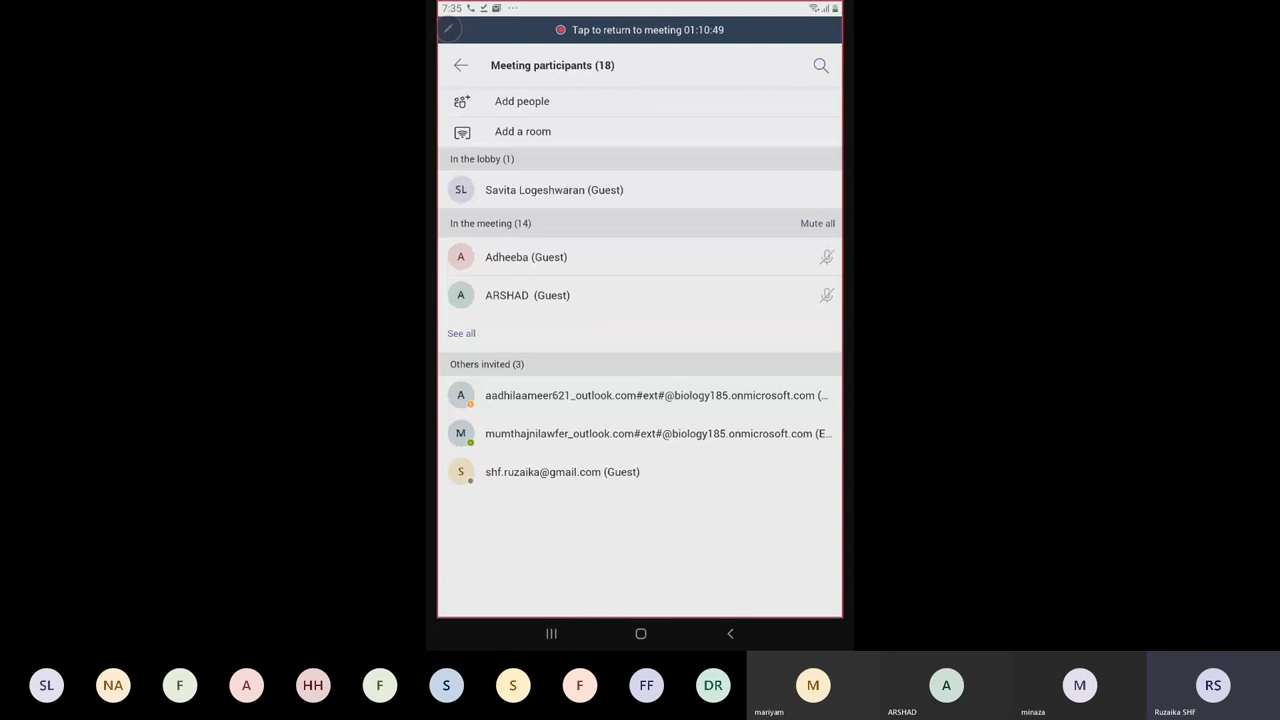 7:35
Tap to return to meeting 01:10:49
Meeting participants (18)
Add people
Add a room
In the lobby (1)
SL Savita Logeshwaran (Guest)
In the meeting (14) Mute all
A Adheeba (Guest)
A ARSHAD (Guest)
See all
Others invited (3)
A aadhilaameer621_outlook.com#ext#@biology185.onmicrosoft.com (...
M mumthajnilawfer_outlook.com#ext#@biology185.onmicrosoft.com (E...
S shf.ruzaika@gmail.com (Guest)
SL NA F A HH F S S F FF DR M A M RS
mariyam ARSHAD minaza Ruzaika SHF